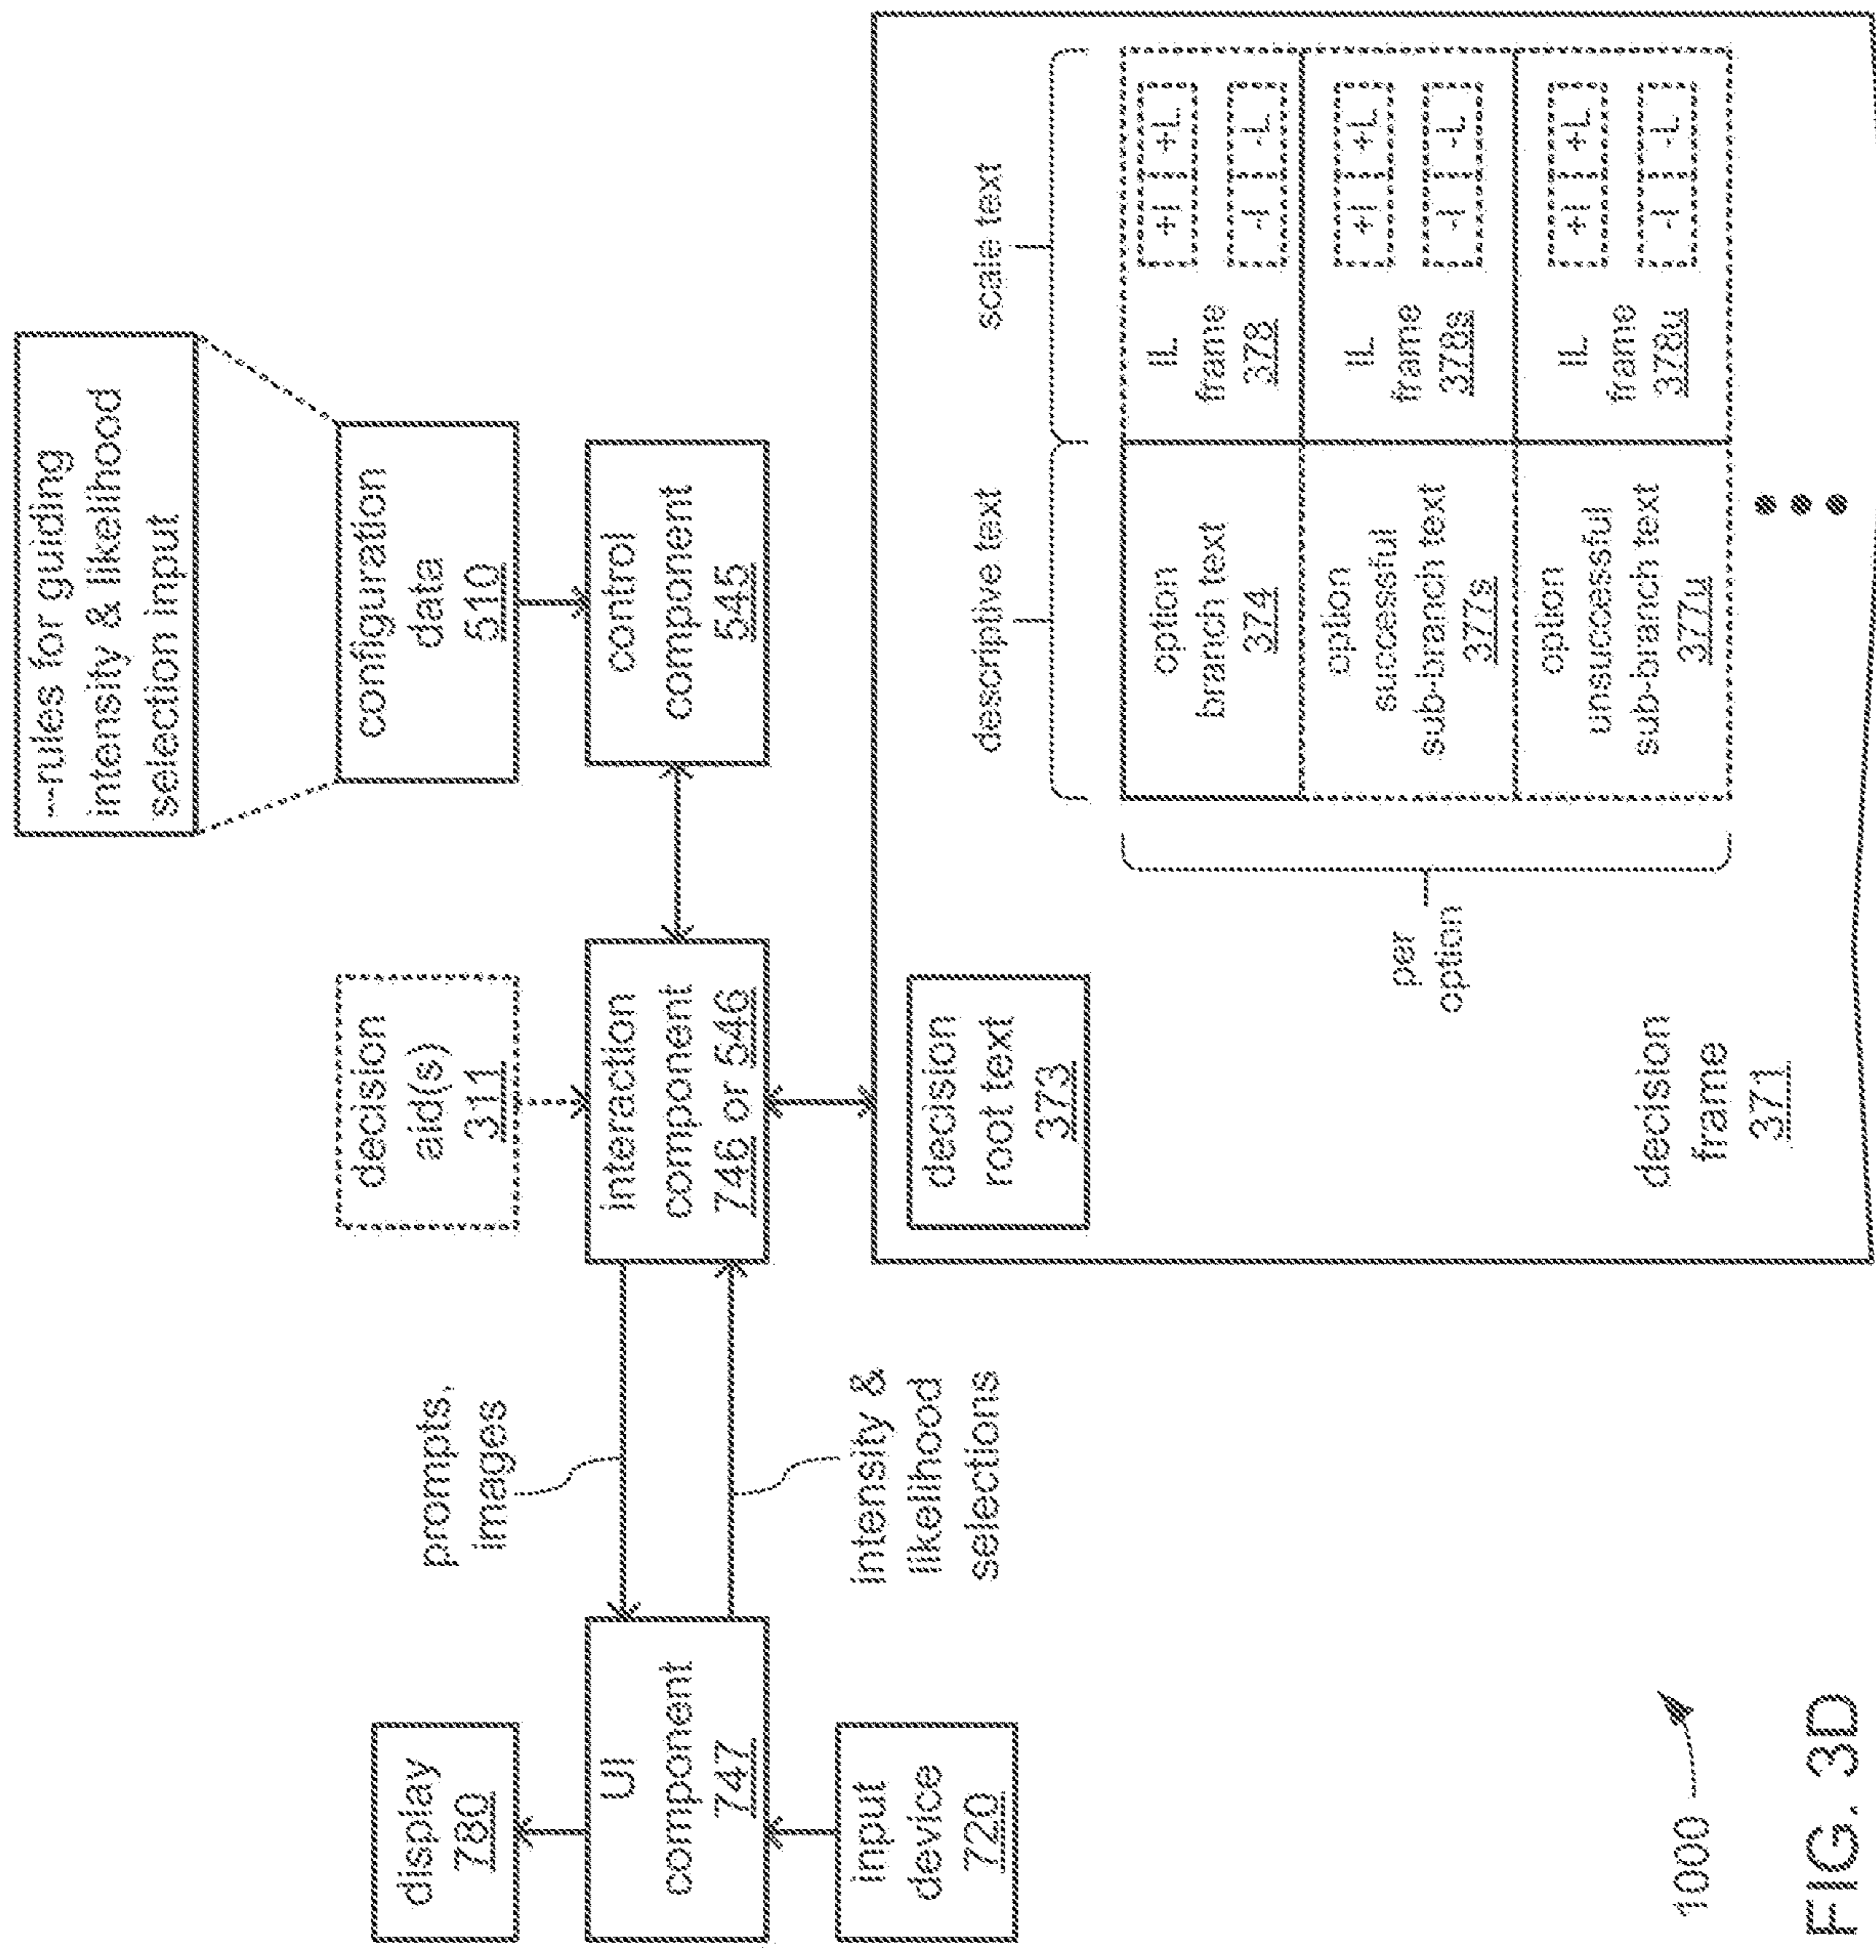 —rules for guiding
intensity & likelihood
selection input
configuration
data
510
control
component
545
decision
aid(s)
311
interaction
component
746 or 546
prompts,
images
intensity &
likelihood
selections
display
780
UI
component
747
input
device
720
decision
root text
373
descriptive text
scale text
option
branch text
374
IL
frame
378
+I +L
-I -L
option
successful
sub-branch text
377s
IL
frame
378s
+I +L
-I -L
option
unsuccessful
sub-branch text
377u
IL
frame
378u
+I +L
-I -L
per
option
decision
frame
371
1000
FIG. 3D